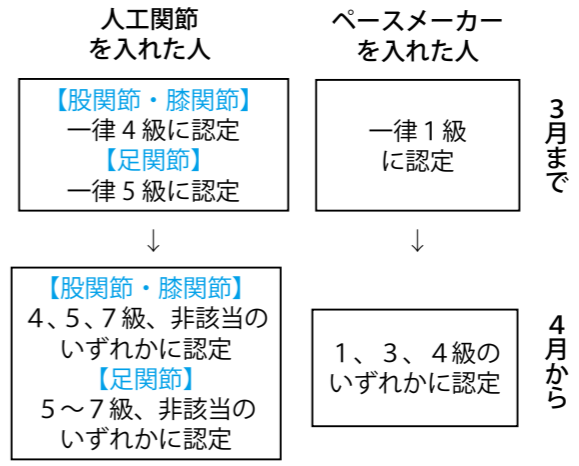 人工関節
を入れた人
ペースメーカー
を入れた人
【股関節・膝関節】
一律４級に認定
【足関節】
一律５級に認定
一律１級
に認定
３月まで
↓
↓
【股関節・膝関節】
４、５、７級、非該当の
いずれかに認定
【足関節】
５～７級、非該当の
いずれかに認定
１、３、４級の
いずれかに認定
４月から